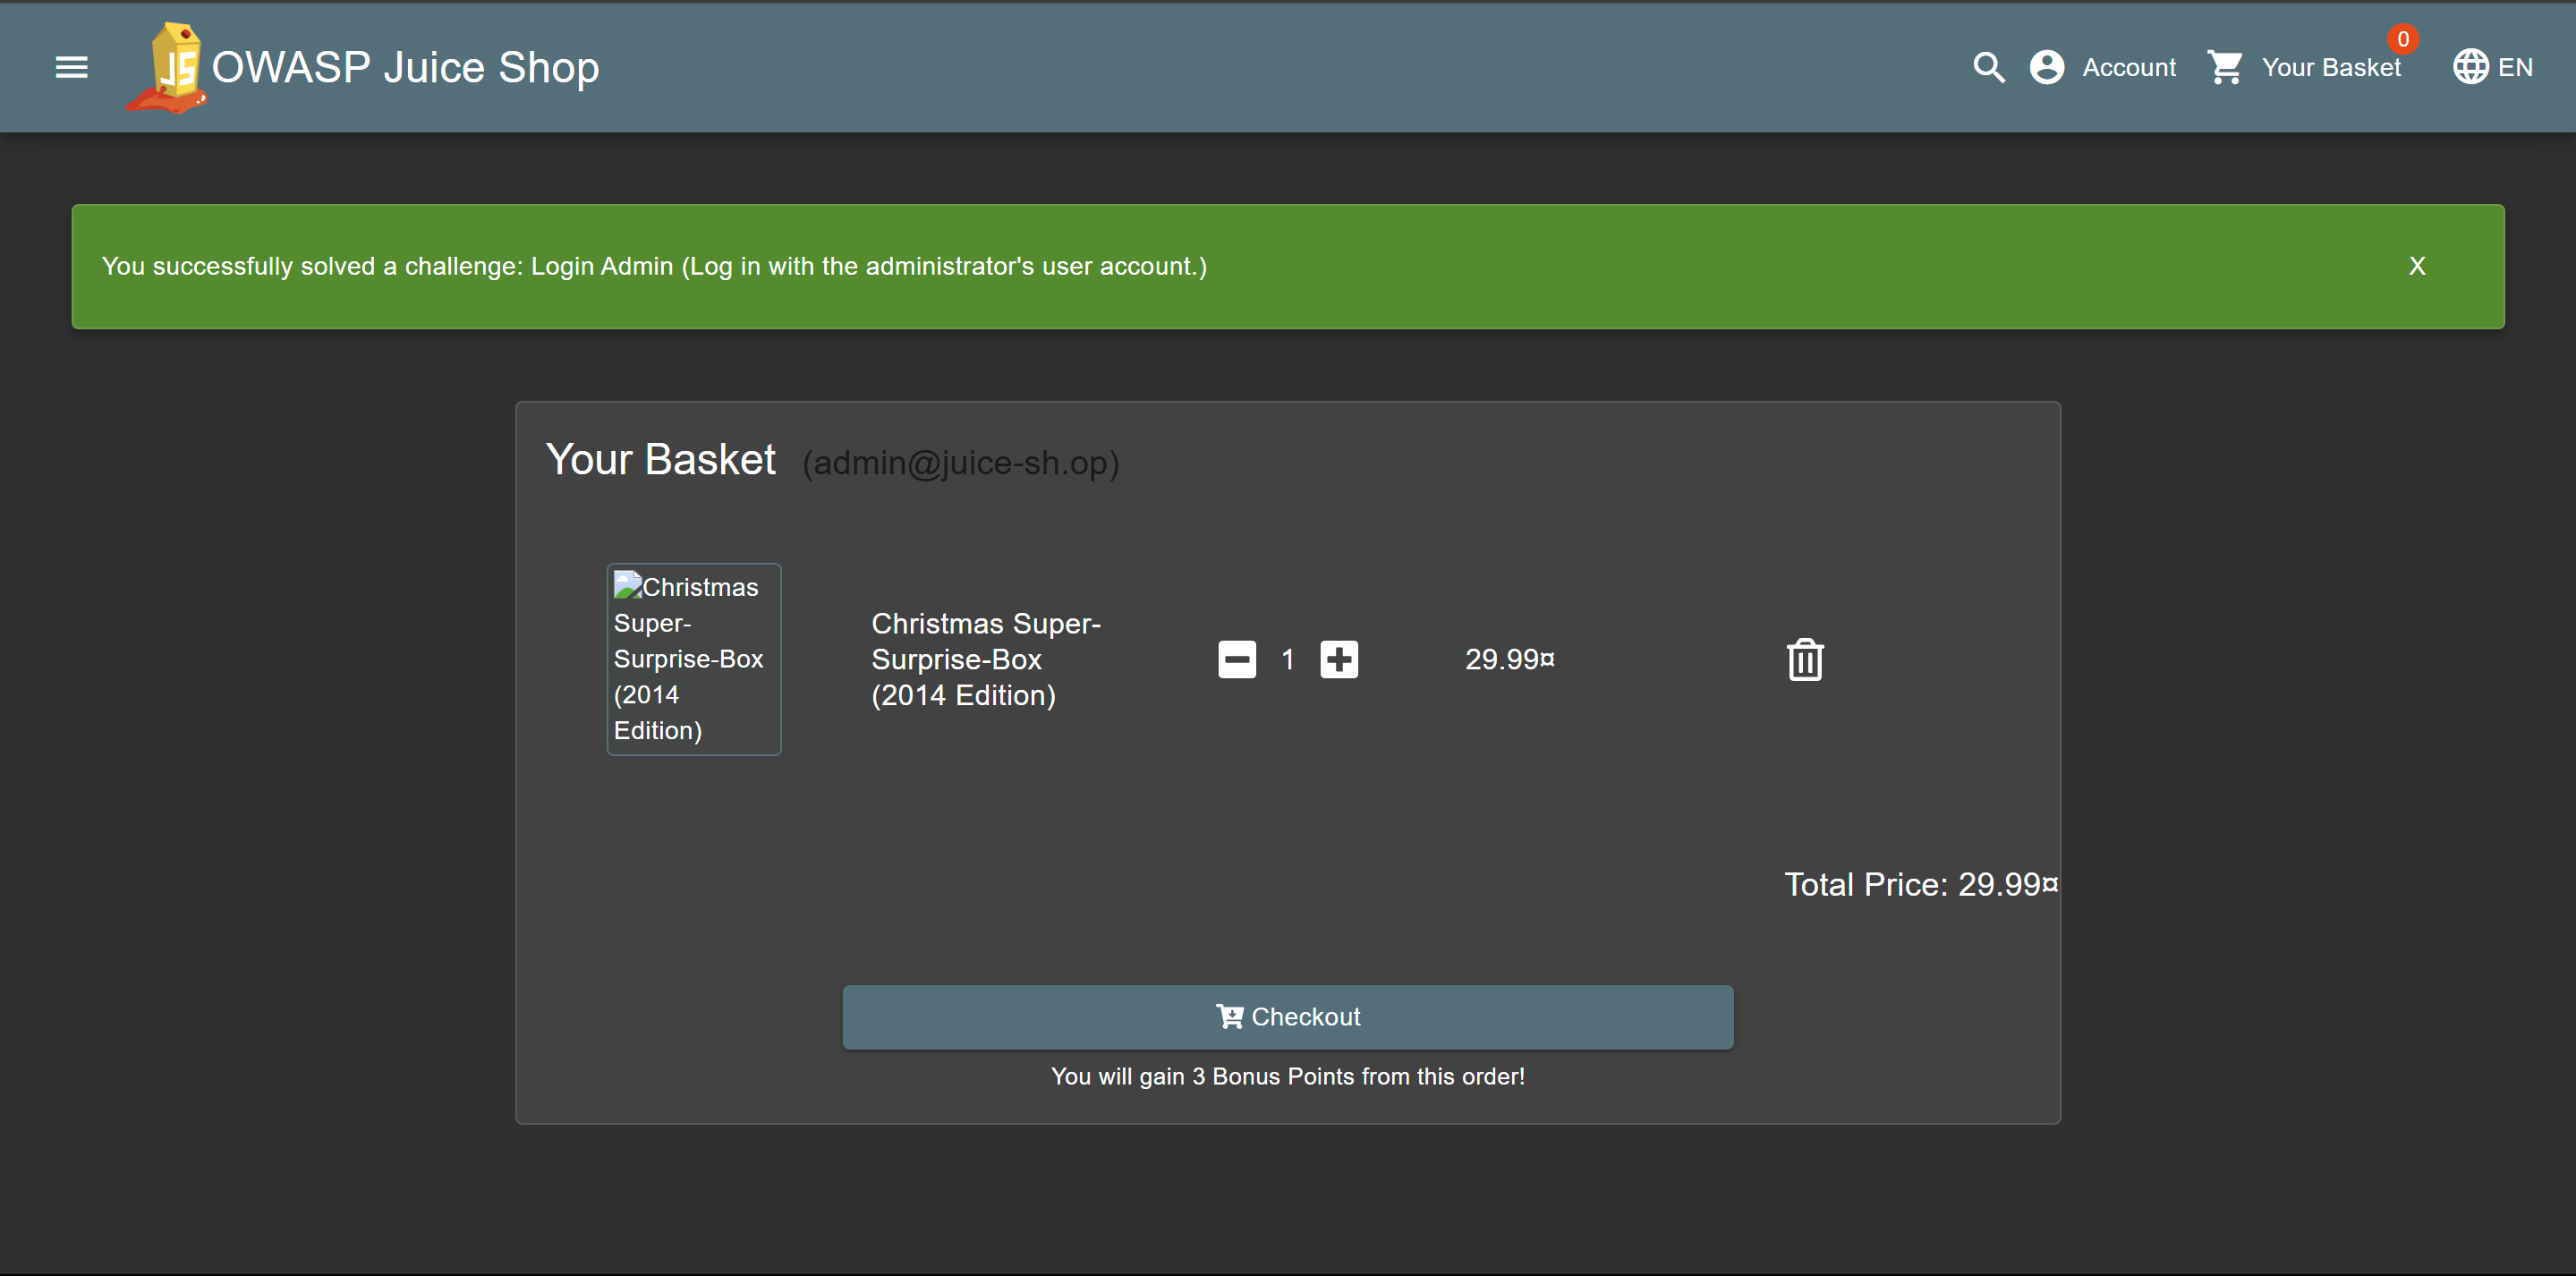 JS
OWASP Juice Shop
Account
Your Basket
0
EN
You successfully solved a challenge: Login Admin (Log in with the administrator's user account.)
X
Your Basket (admin@juice-sh.op)
Christmas
Super-
Surprise-Box
(2014
Edition)
Christmas Super-
Surprise-Box
(2014 Edition)
1
29.99¤
Total Price: 29.99¤
Checkout
You will gain 3 Bonus Points from this order!